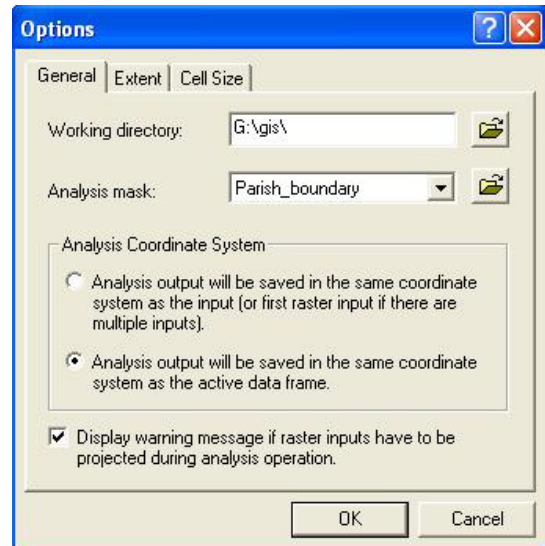 Options
General
Extent
Cell Size
Working directory:
G:\gis\
Analysis mask:
Parish_boundary
Analysis Coordinate System
Analysis output will be saved in the same coordinate
system as the input (or first raster input if there are
multiple inputs).
Analysis output will be saved in the same coordinate
system as the active data frame.
Display warning message if raster inputs have to be
projected during analysis operation.
OK
Cancel